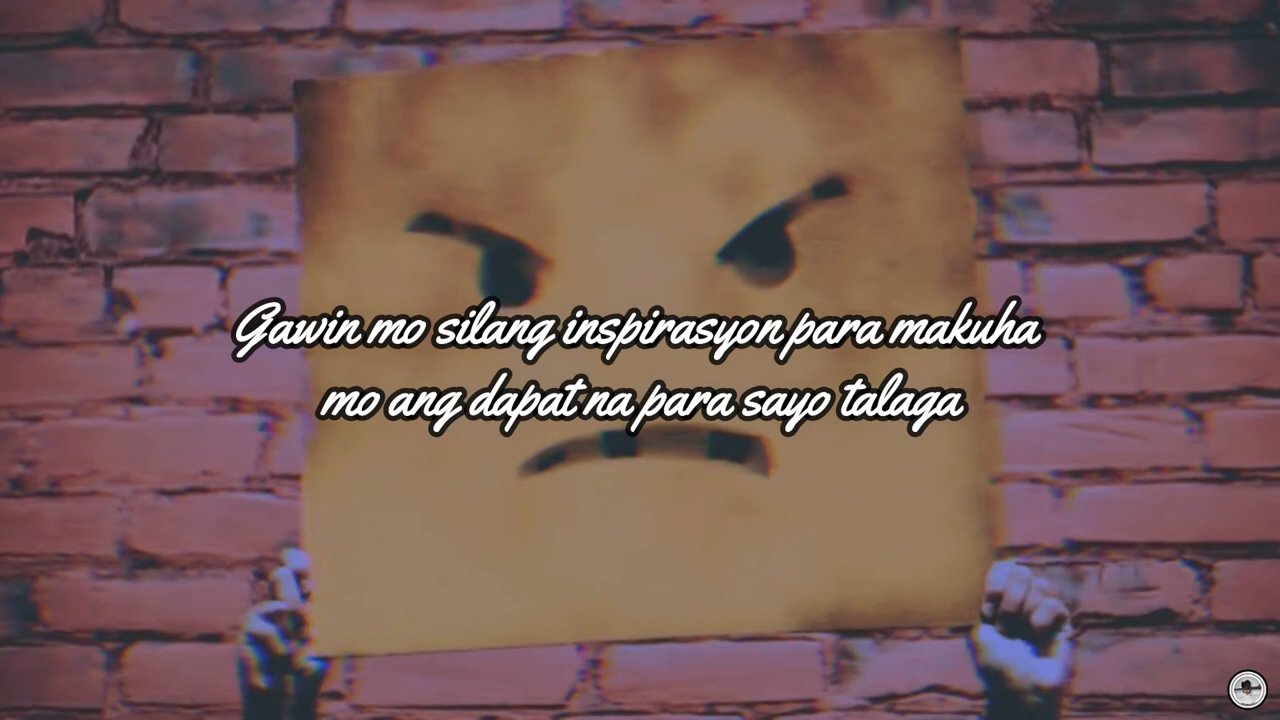 Gawin mo silang inspirasyon para makuha
mo ang dapat na para sayo talaga